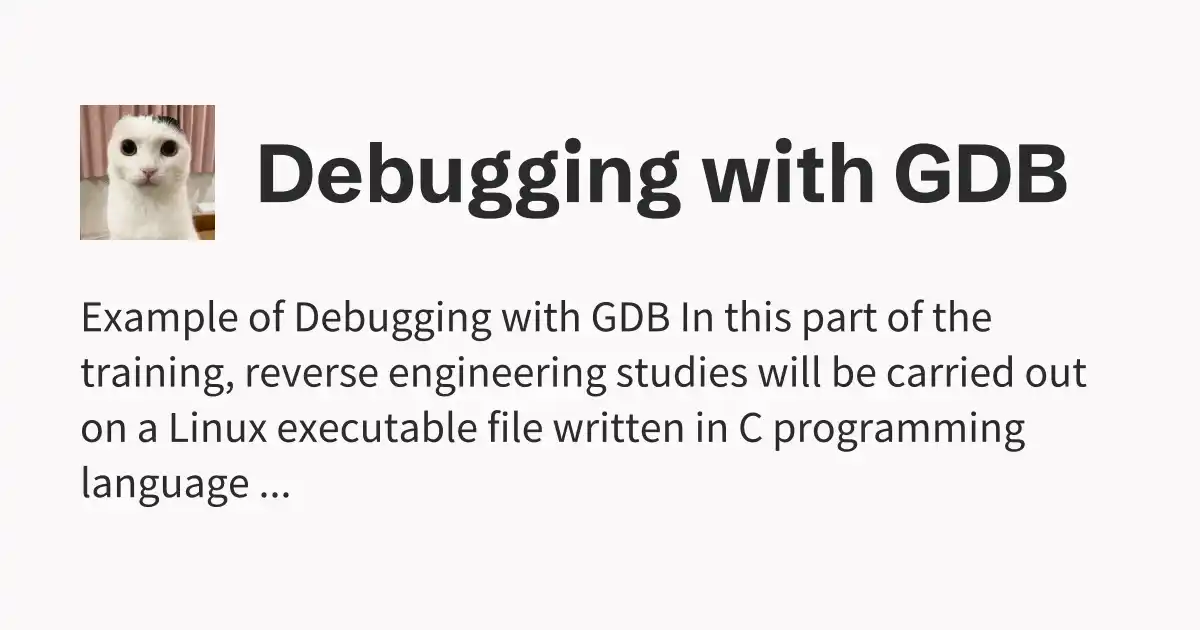 Debugging with GDB
Example of Debugging with GDB In this part of the
training, reverse engineering studies will be carried out
on a Linux executable file written in C programming
language ...